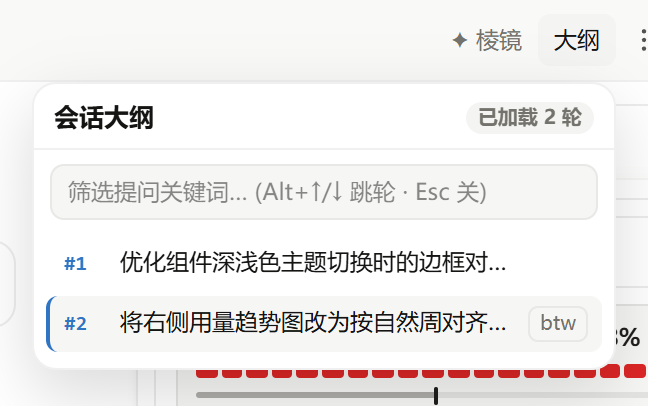 ✦ 棱镜 大纲
会话大纲 已加载 2 轮
筛选提问关键词... (Alt+↑/↓ 跳轮 · Esc 关)
#1 优化组件深浅色主题切换时的边框对...
#2 将右侧用量趋势图改为按自然周对齐... btw
%